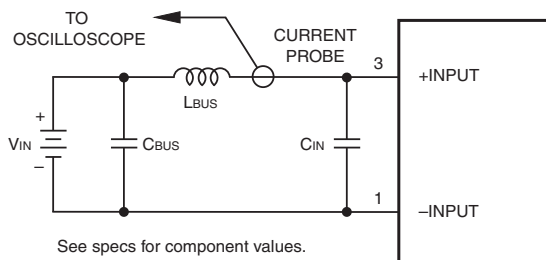 TO
OSCILLOSCOPE
CURRENT
PROBE
LBUS
3
+INPUT
+
VIN
–
CBUS
CIN
1
–INPUT
See specs for component values.